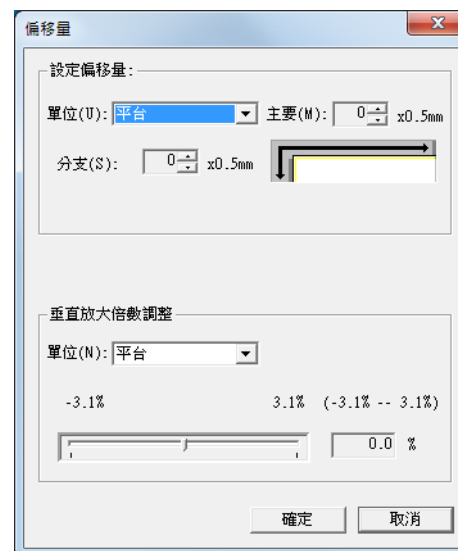 偏移量
設定偏移量:
單位(U): 平台 主要(M): 0 x0.5mm
分支(S): 0 x0.5mm
垂直放大倍數調整
單位(N): 平台
-3.1% 3.1% (-3.1% -- 3.1%)
0.0 %
確定 取消